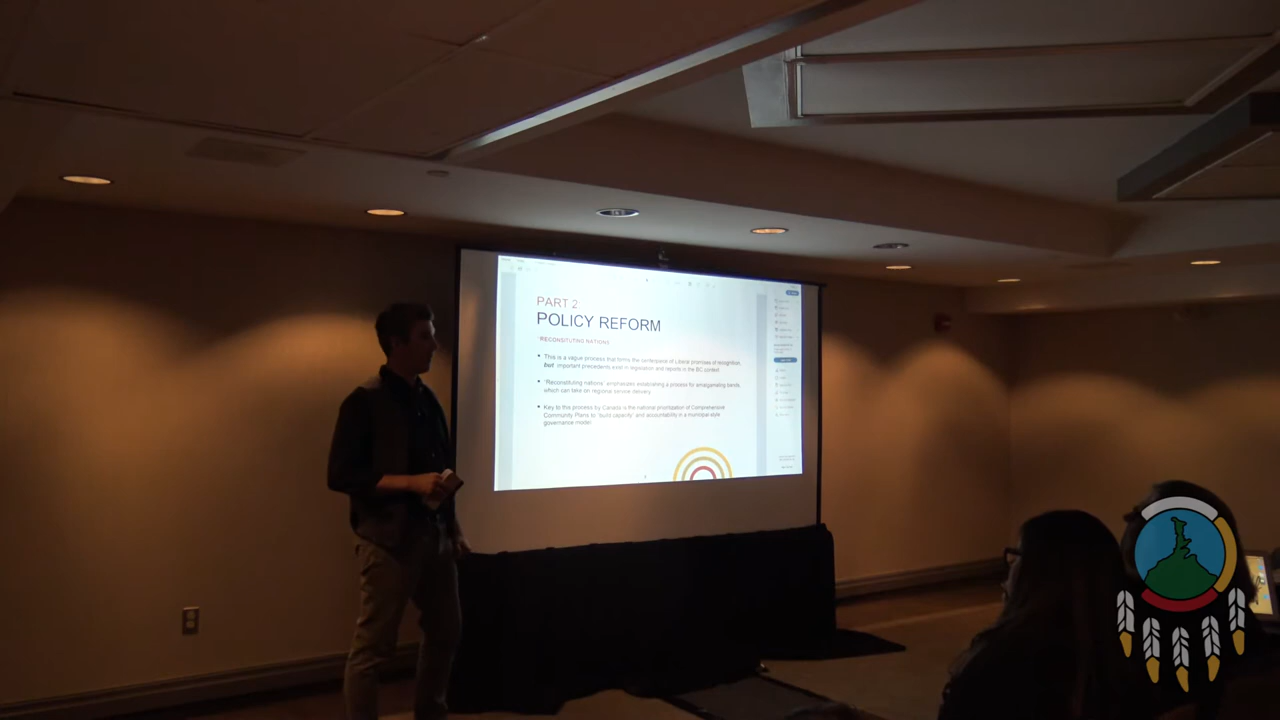 PART 2
POLICY REFORM
'RECONSITUTING NATIONS'
• This is a vague process that forms the centerpiece of Liberal promises of recognition,
but important precedents exist in legislation and reports in the BC context.
• 'Reconstituting nations' emphasizes establishing a process for amalgamating bands,
which can take on regional service delivery.
• Key to this process by Canada is the national prioritization of Comprehensive
Community Plans to "build capacity" and accountability in a municipal-style
governance model.